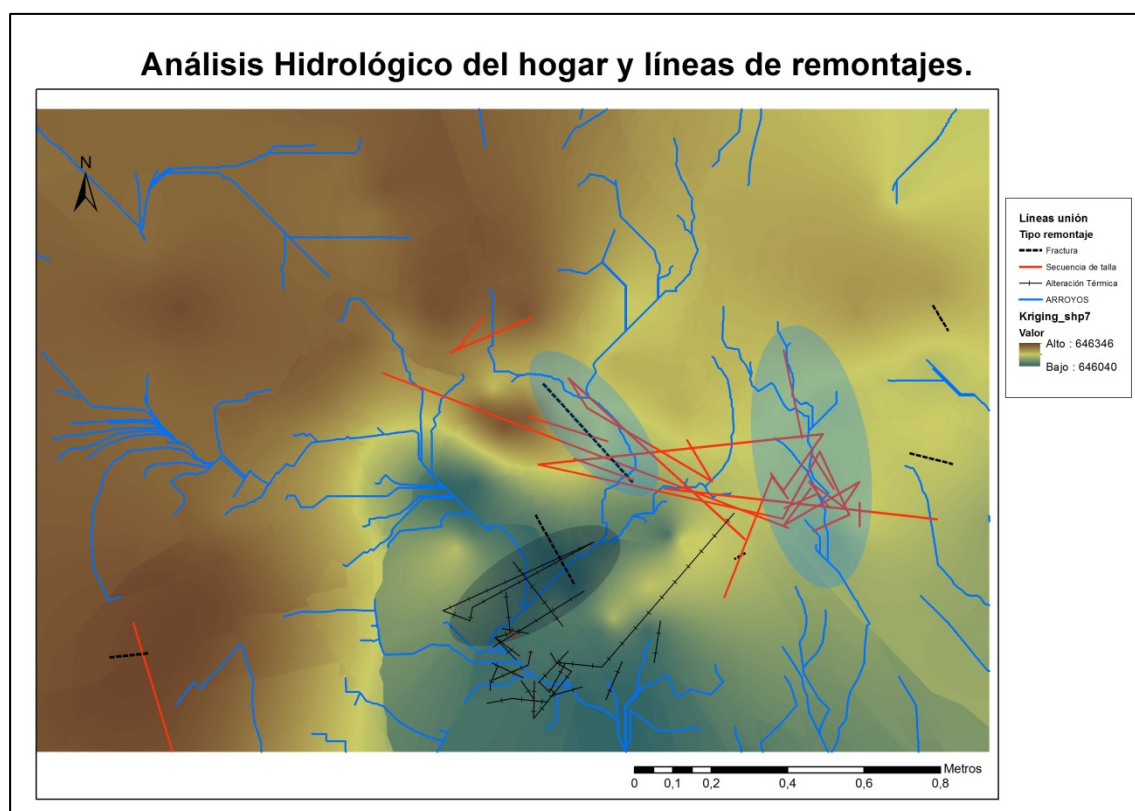 Análisis Hidrológico del hogar y líneas de remontajes.
N
Líneas unión
Tipo remontaje
Fractura
Secuencia de talla
Alteración Térmica
ARROYOS
Kriging_shp7
Valor
Alto : 646346
Bajo : 646040
Metros
0 0,1 0,2 0,4 0,6 0,8